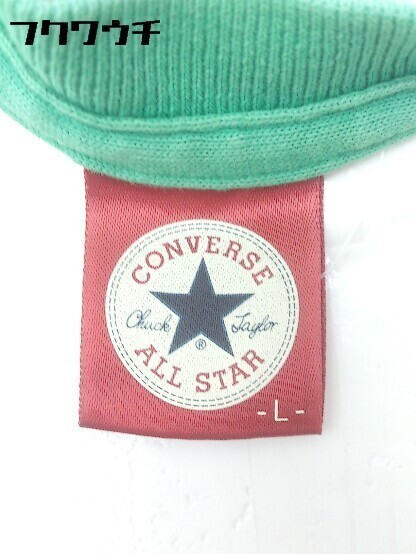 フクワウチ
CONVERSE
Chuck Taylor
®
ALL STAR
-L-